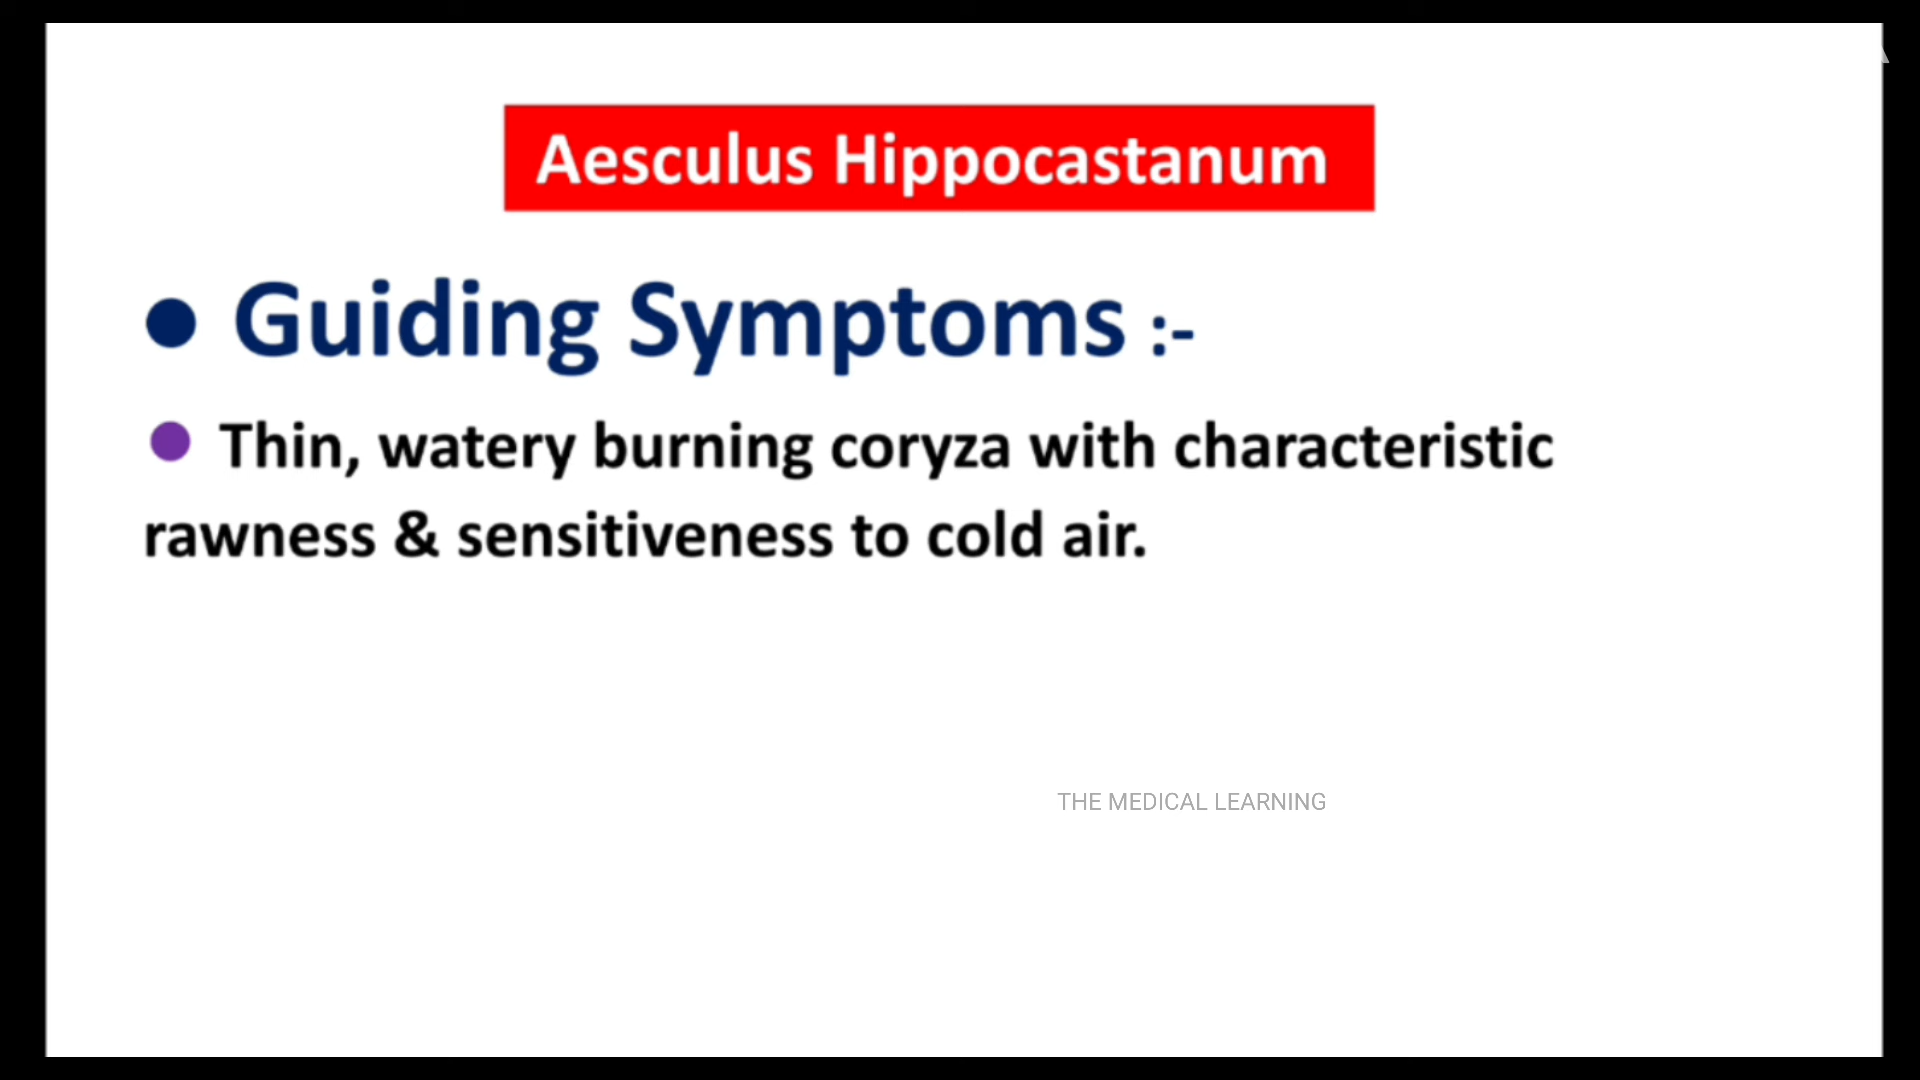 Aesculus Hippocastanum
● Guiding Symptoms :-
● Thin, watery burning coryza with characteristic
rawness & sensitiveness to cold air.
THE MEDICAL LEARNING